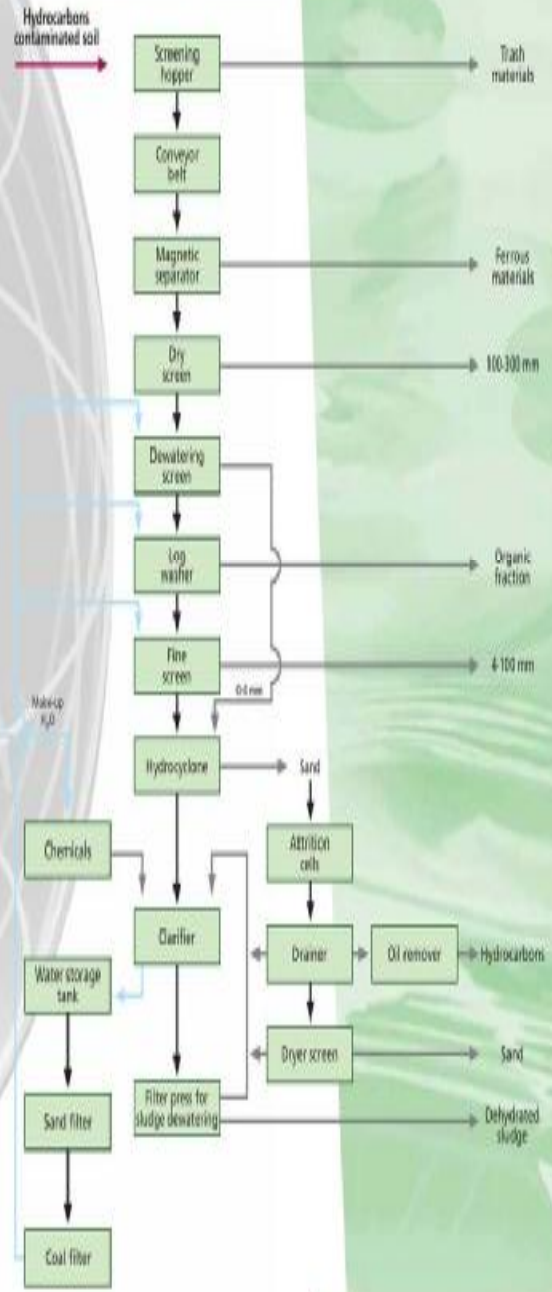 Hydrocarbons
contaminated soil
Screening
hopper
Trash
materials
Conveyor
belt
Magnetic
separator
Ferrous
materials
Dry
screen
100-300 mm
Dewatering
screen
Log
washer
Organic
fraction
Fine
screen
4-100 mm
Make-up
H₂O
Hydrocyclone
Sand
Chemicals
Attrition
cells
Clarifier
Drainer
Oil remover
Hydrocarbons
Water storage
tank
Dryer screen
Sand
Filter press for
sludge dewatering
Dehydrated
sludge
Sand filter
Coal filter